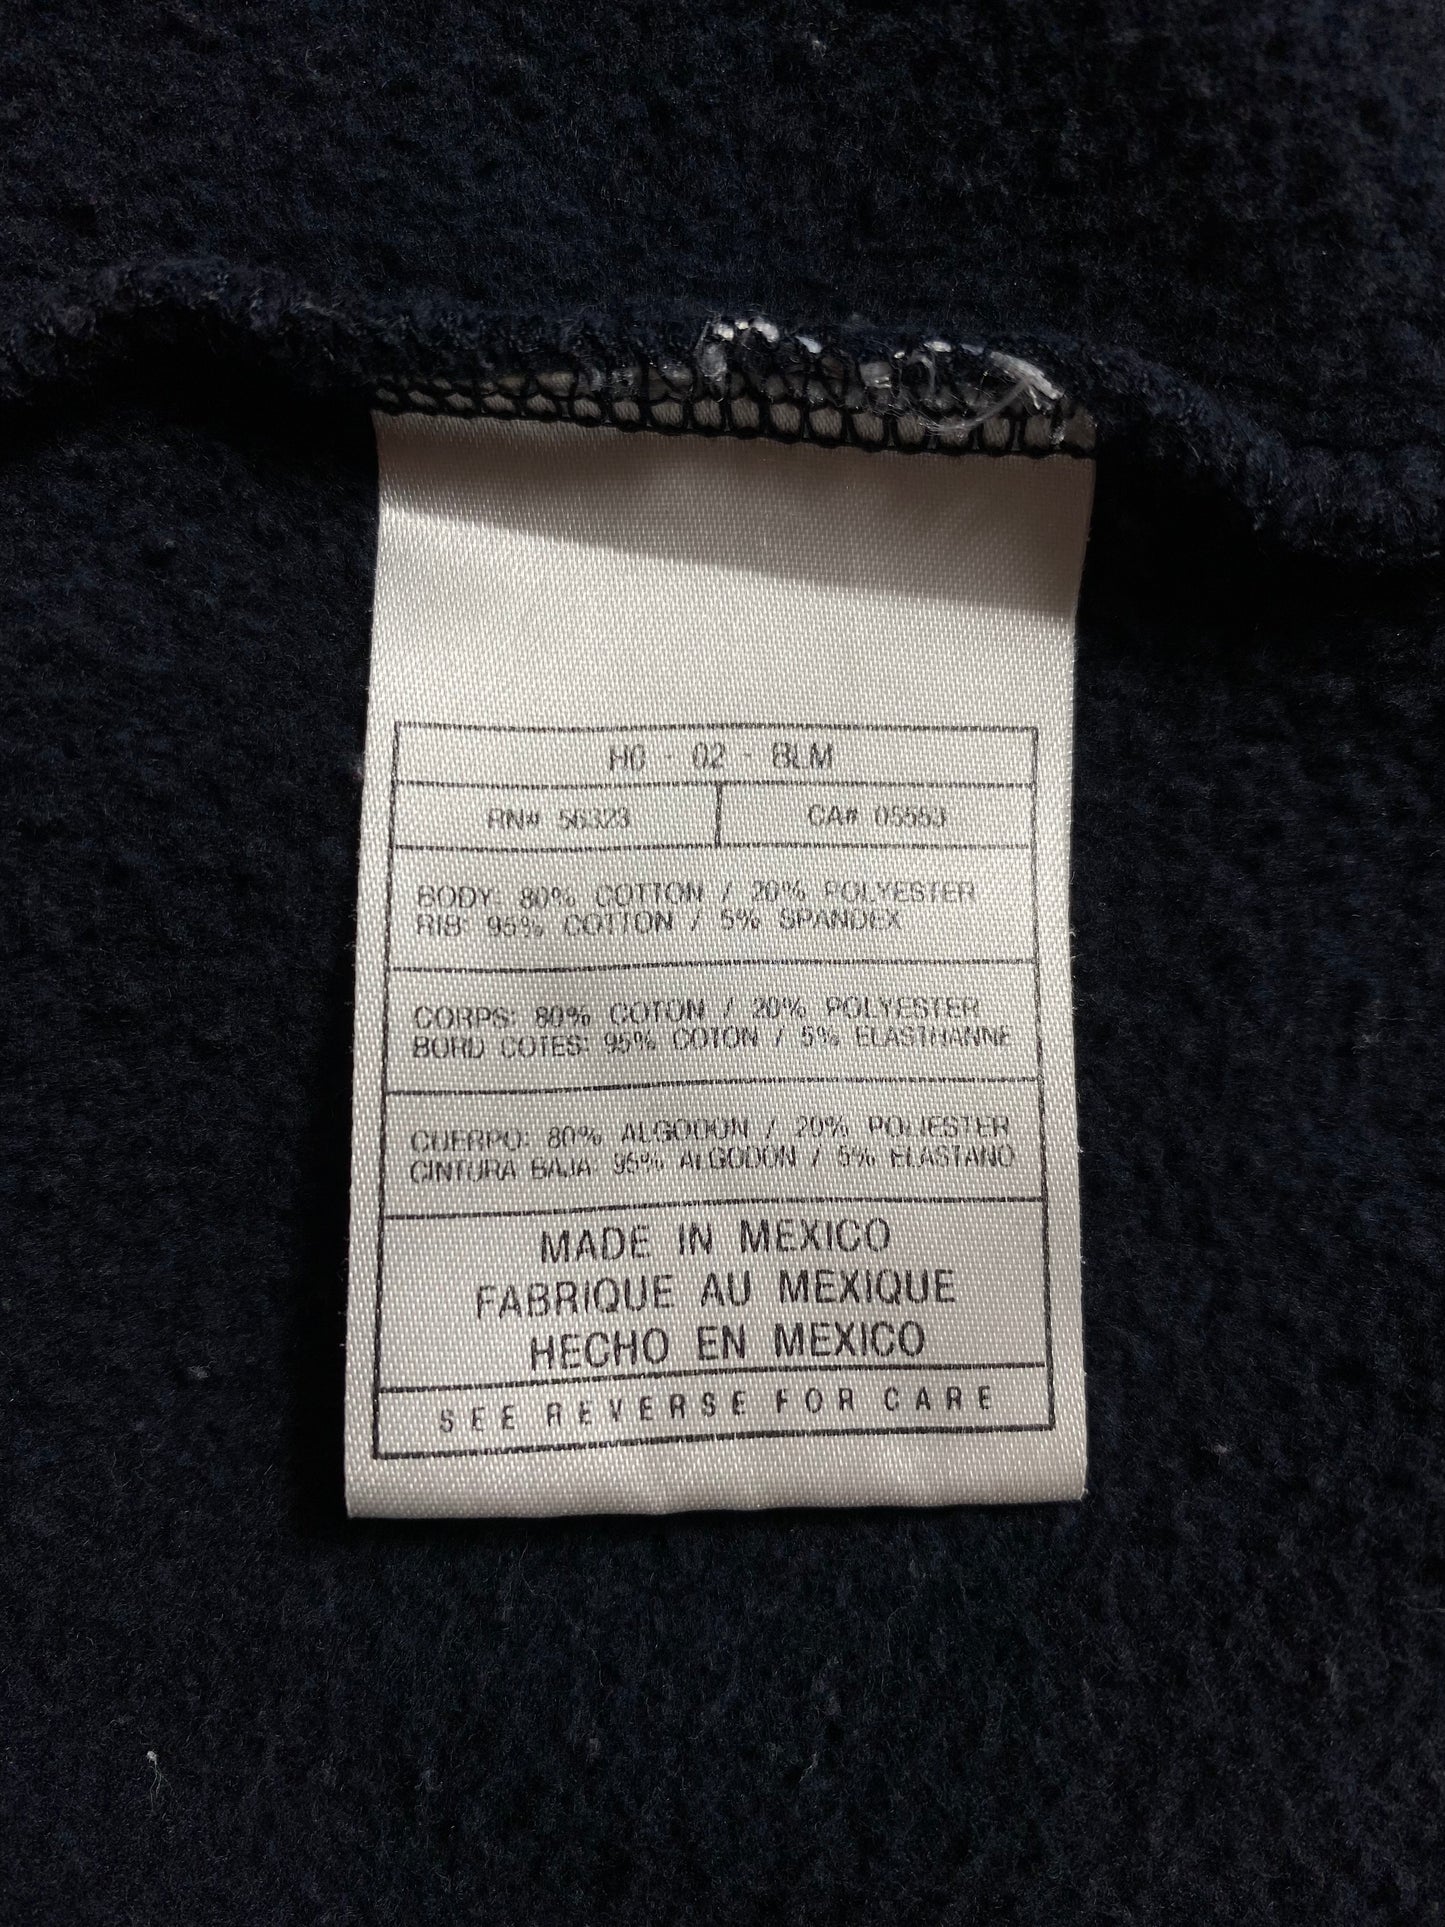 H0 - 02 - BLM
RN# 56323
CA# 05553
BODY: 80% COTTON / 20% POLYESTER
RIB: 95% COTTON / 5% SPANDEX
CORPS: 80% COTON / 20% POLYESTER
BORD COTES: 95% COTON / 5% ELASTHANNE
CUERPO: 80% ALGODON / 20% POLIESTER
CINTURA BAJA: 95% ALGODON / 5% ELASTANO
MADE IN MEXICO
FABRIQUE AU MEXIQUE
HECHO EN MEXICO
SEE REVERSE FOR CARE